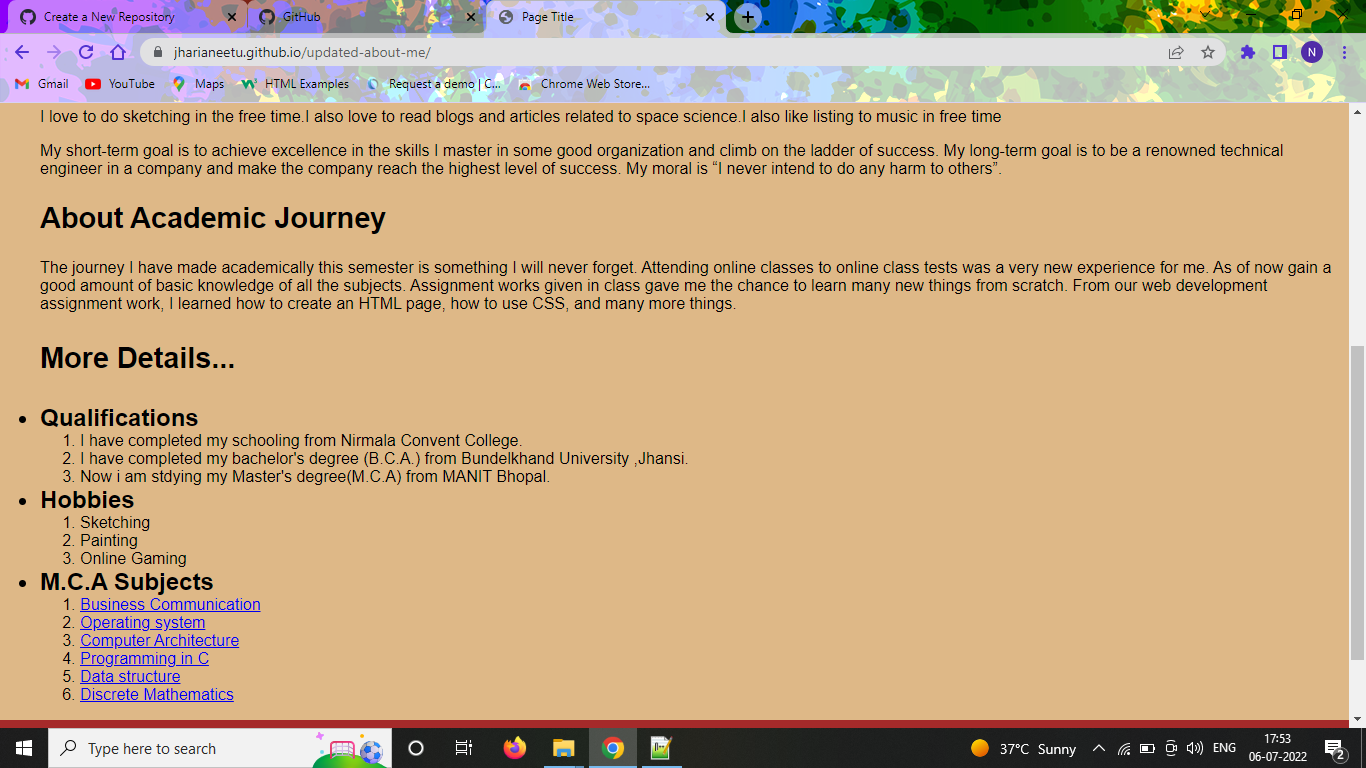 Create a New Repository
GitHub
Page Title
jharianeetu.github.io/updated-about-me/
N
Gmail
YouTube
Maps
HTML Examples
Request a demo | C...
Chrome Web Store...
I love to do sketching in the free time.I also love to read blogs and articles related to space science.I also like listing to music in free time
My short-term goal is to achieve excellence in the skills I master in some good organization and climb on the ladder of success. My long-term goal is to be a renowned technical
engineer in a company and make the company reach the highest level of success. My moral is “I never intend to do any harm to others”.
About Academic Journey
The journey I have made academically this semester is something I will never forget. Attending online classes to online class tests was a very new experience for me. As of now gain a
good amount of basic knowledge of all the subjects. Assignment works given in class gave me the chance to learn many new things from scratch. From our web development
assignment work, I learned how to create an HTML page, how to use CSS, and many more things.
More Details...
• Qualifications
1. I have completed my schooling from Nirmala Convent College.
2. I have completed my bachelor's degree (B.C.A.) from Bundelkhand University ,Jhansi.
3. Now i am stdying my Master's degree(M.C.A) from MANIT Bhopal.
• Hobbies
1. Sketching
2. Painting
3. Online Gaming
• M.C.A Subjects
1. Business Communication
2. Operating system
3. Computer Architecture
4. Programming in C
5. Data structure
6. Discrete Mathematics
Type here to search
37°C Sunny
ENG
17:53
06-07-2022
2